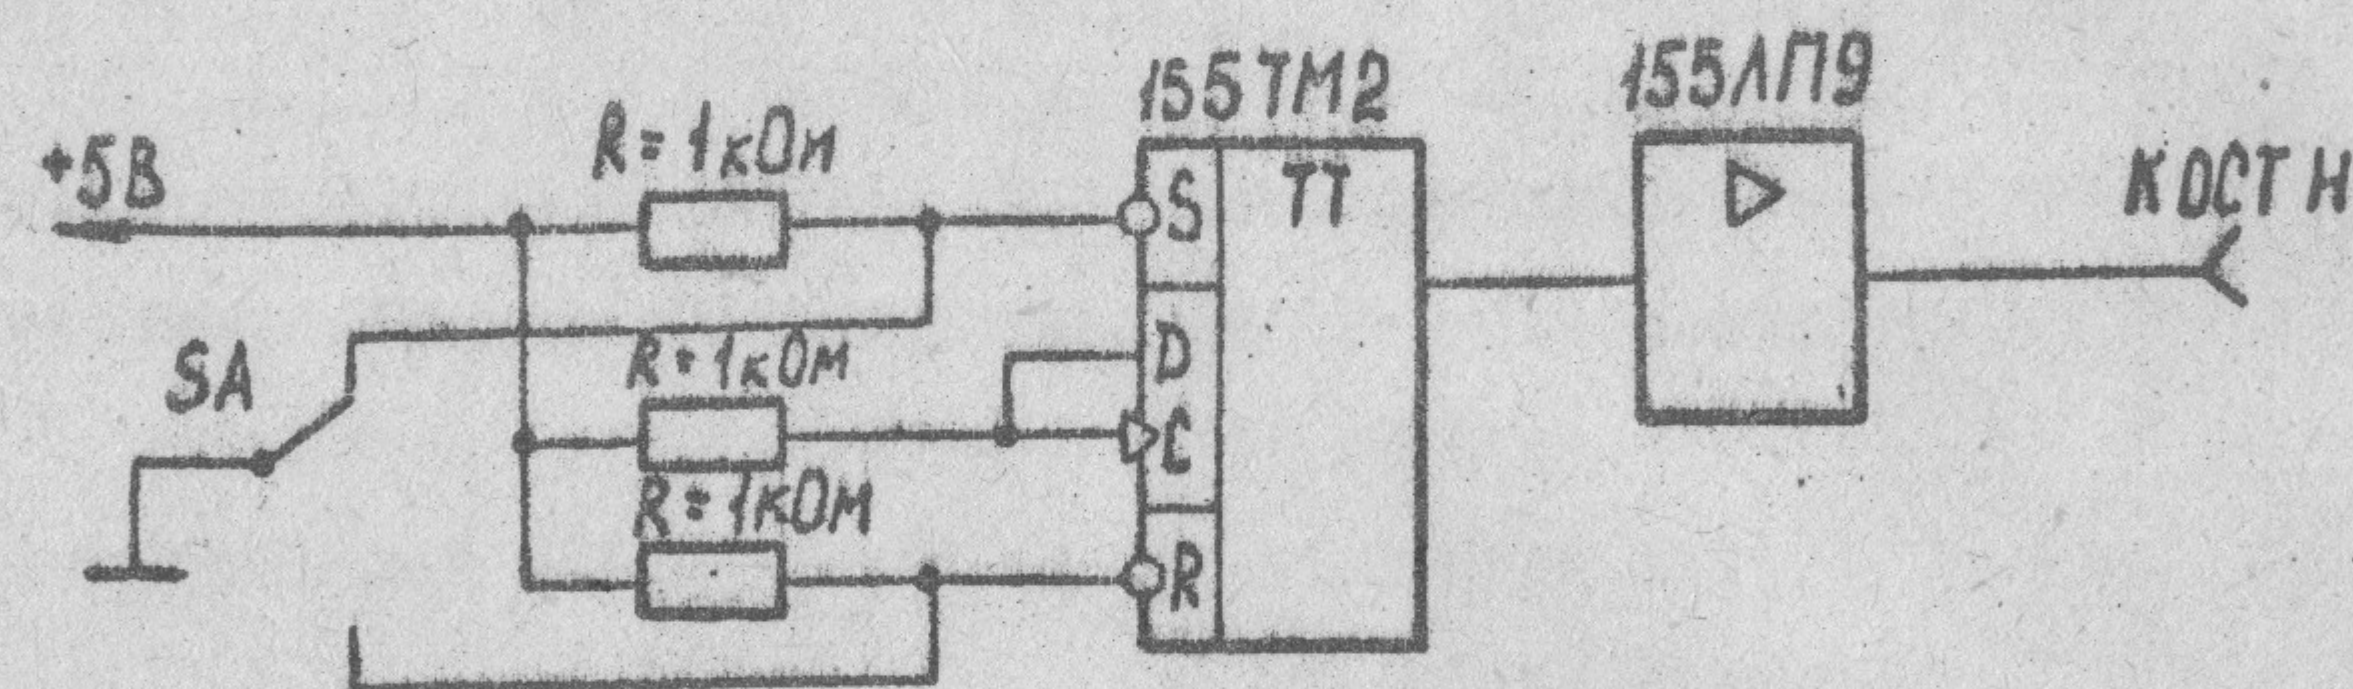 155ТМ2
155ЛП9
R=1кОм
+5В
КОСТ Н
S
ТТ
SA
R=1кОм
D
C
R=1кОм
R